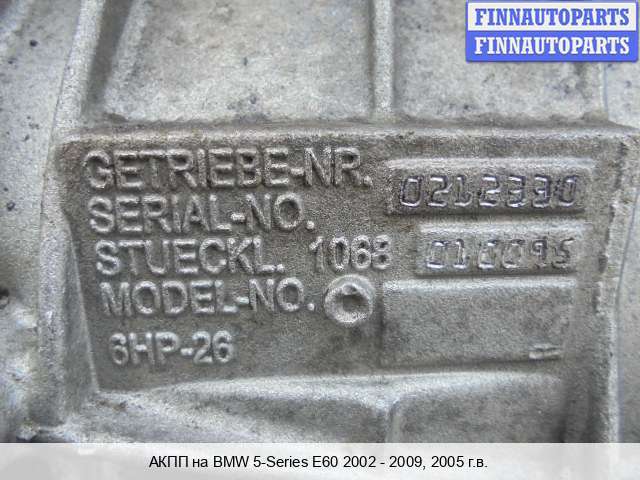 FINNAUTOPARTS
FINNAUTOPARTS
GETRIEBE-NR. 0212330
SERIAL-NO.
STUECKL. 1068 010095
MODEL-NO.
6HP-26
АКПП на BMW 5-Series E60 2002 - 2009, 2005 г.в.